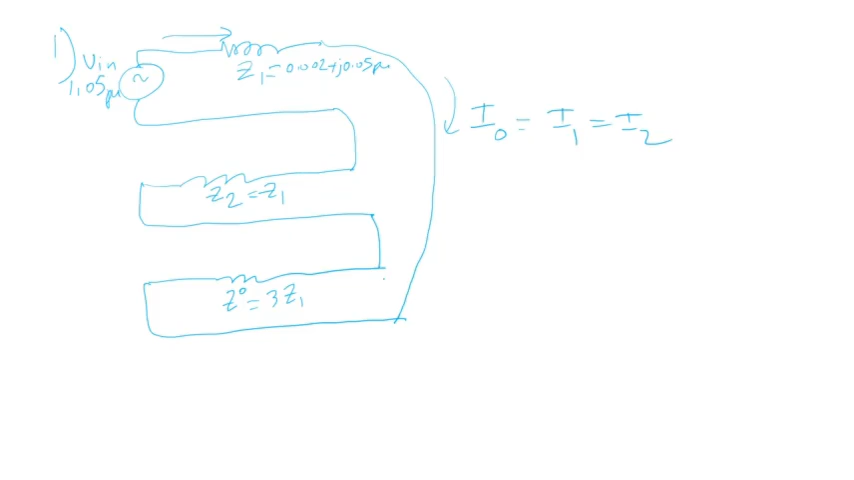 1)
Vin
1.05pu
Z1=0.002+j0.05pu
I0 = I1 = I2
Z2=Z1
Z0=3Z1